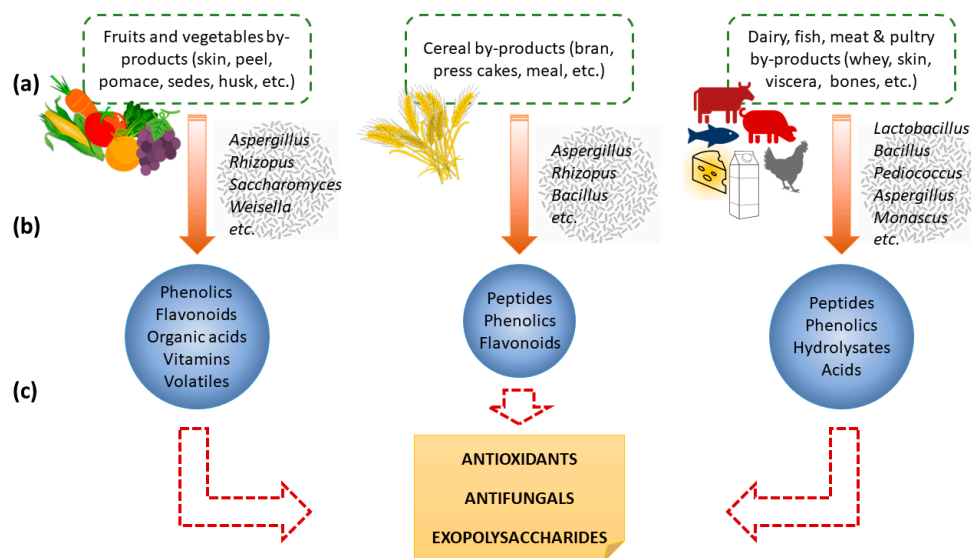 Fruits and vegetables by-
products (skin, peel,
pomace, sedes, husk, etc.)
Cereal by-products (bran,
press cakes, meal, etc.)
Dairy, fish, meat & pultry
by-products (whey, skin,
viscera, bones, etc.)
(a)
Aspergillus
Rhizopus
Saccharomyces
Weisella
etc.
Aspergillus
Rhizopus
Bacillus
etc.
Lactobacillus
Bacillus
Pediococcus
Aspergillus
Monascus
etc.
(b)
Phenolics
Flavonoids
Organic acids
Vitamins
Volatiles
Peptides
Phenolics
Flavonoids
Peptides
Phenolics
Hydrolysates
Acids
(c)
ANTIOXIDANTS
ANTIFUNGALS
EXOPOLYSACCHARIDES